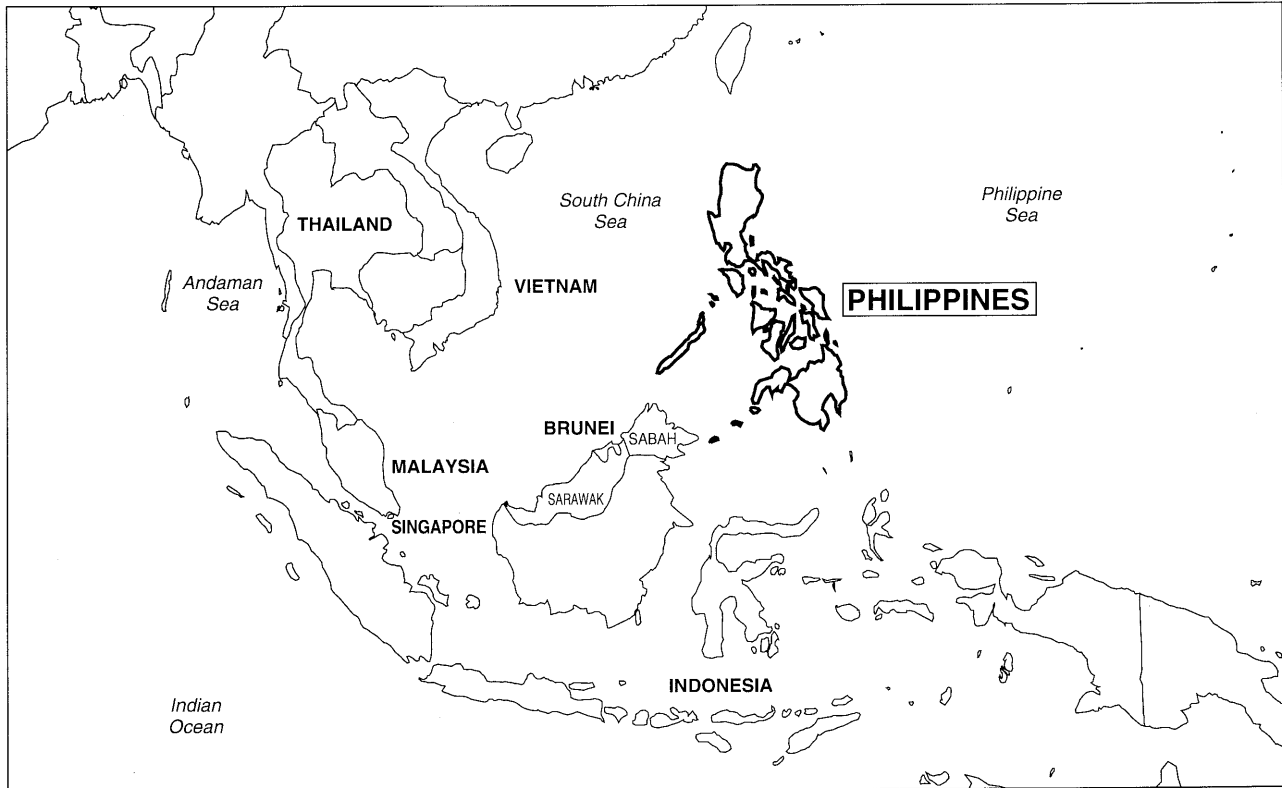 South China
Sea
Philippine
Sea
THAILAND
Andaman
Sea
VIETNAM
PHILIPPINES
BRUNEI
SABAH
MALAYSIA
SARAWAK
SINGAPORE
INDONESIA
Indian
Ocean